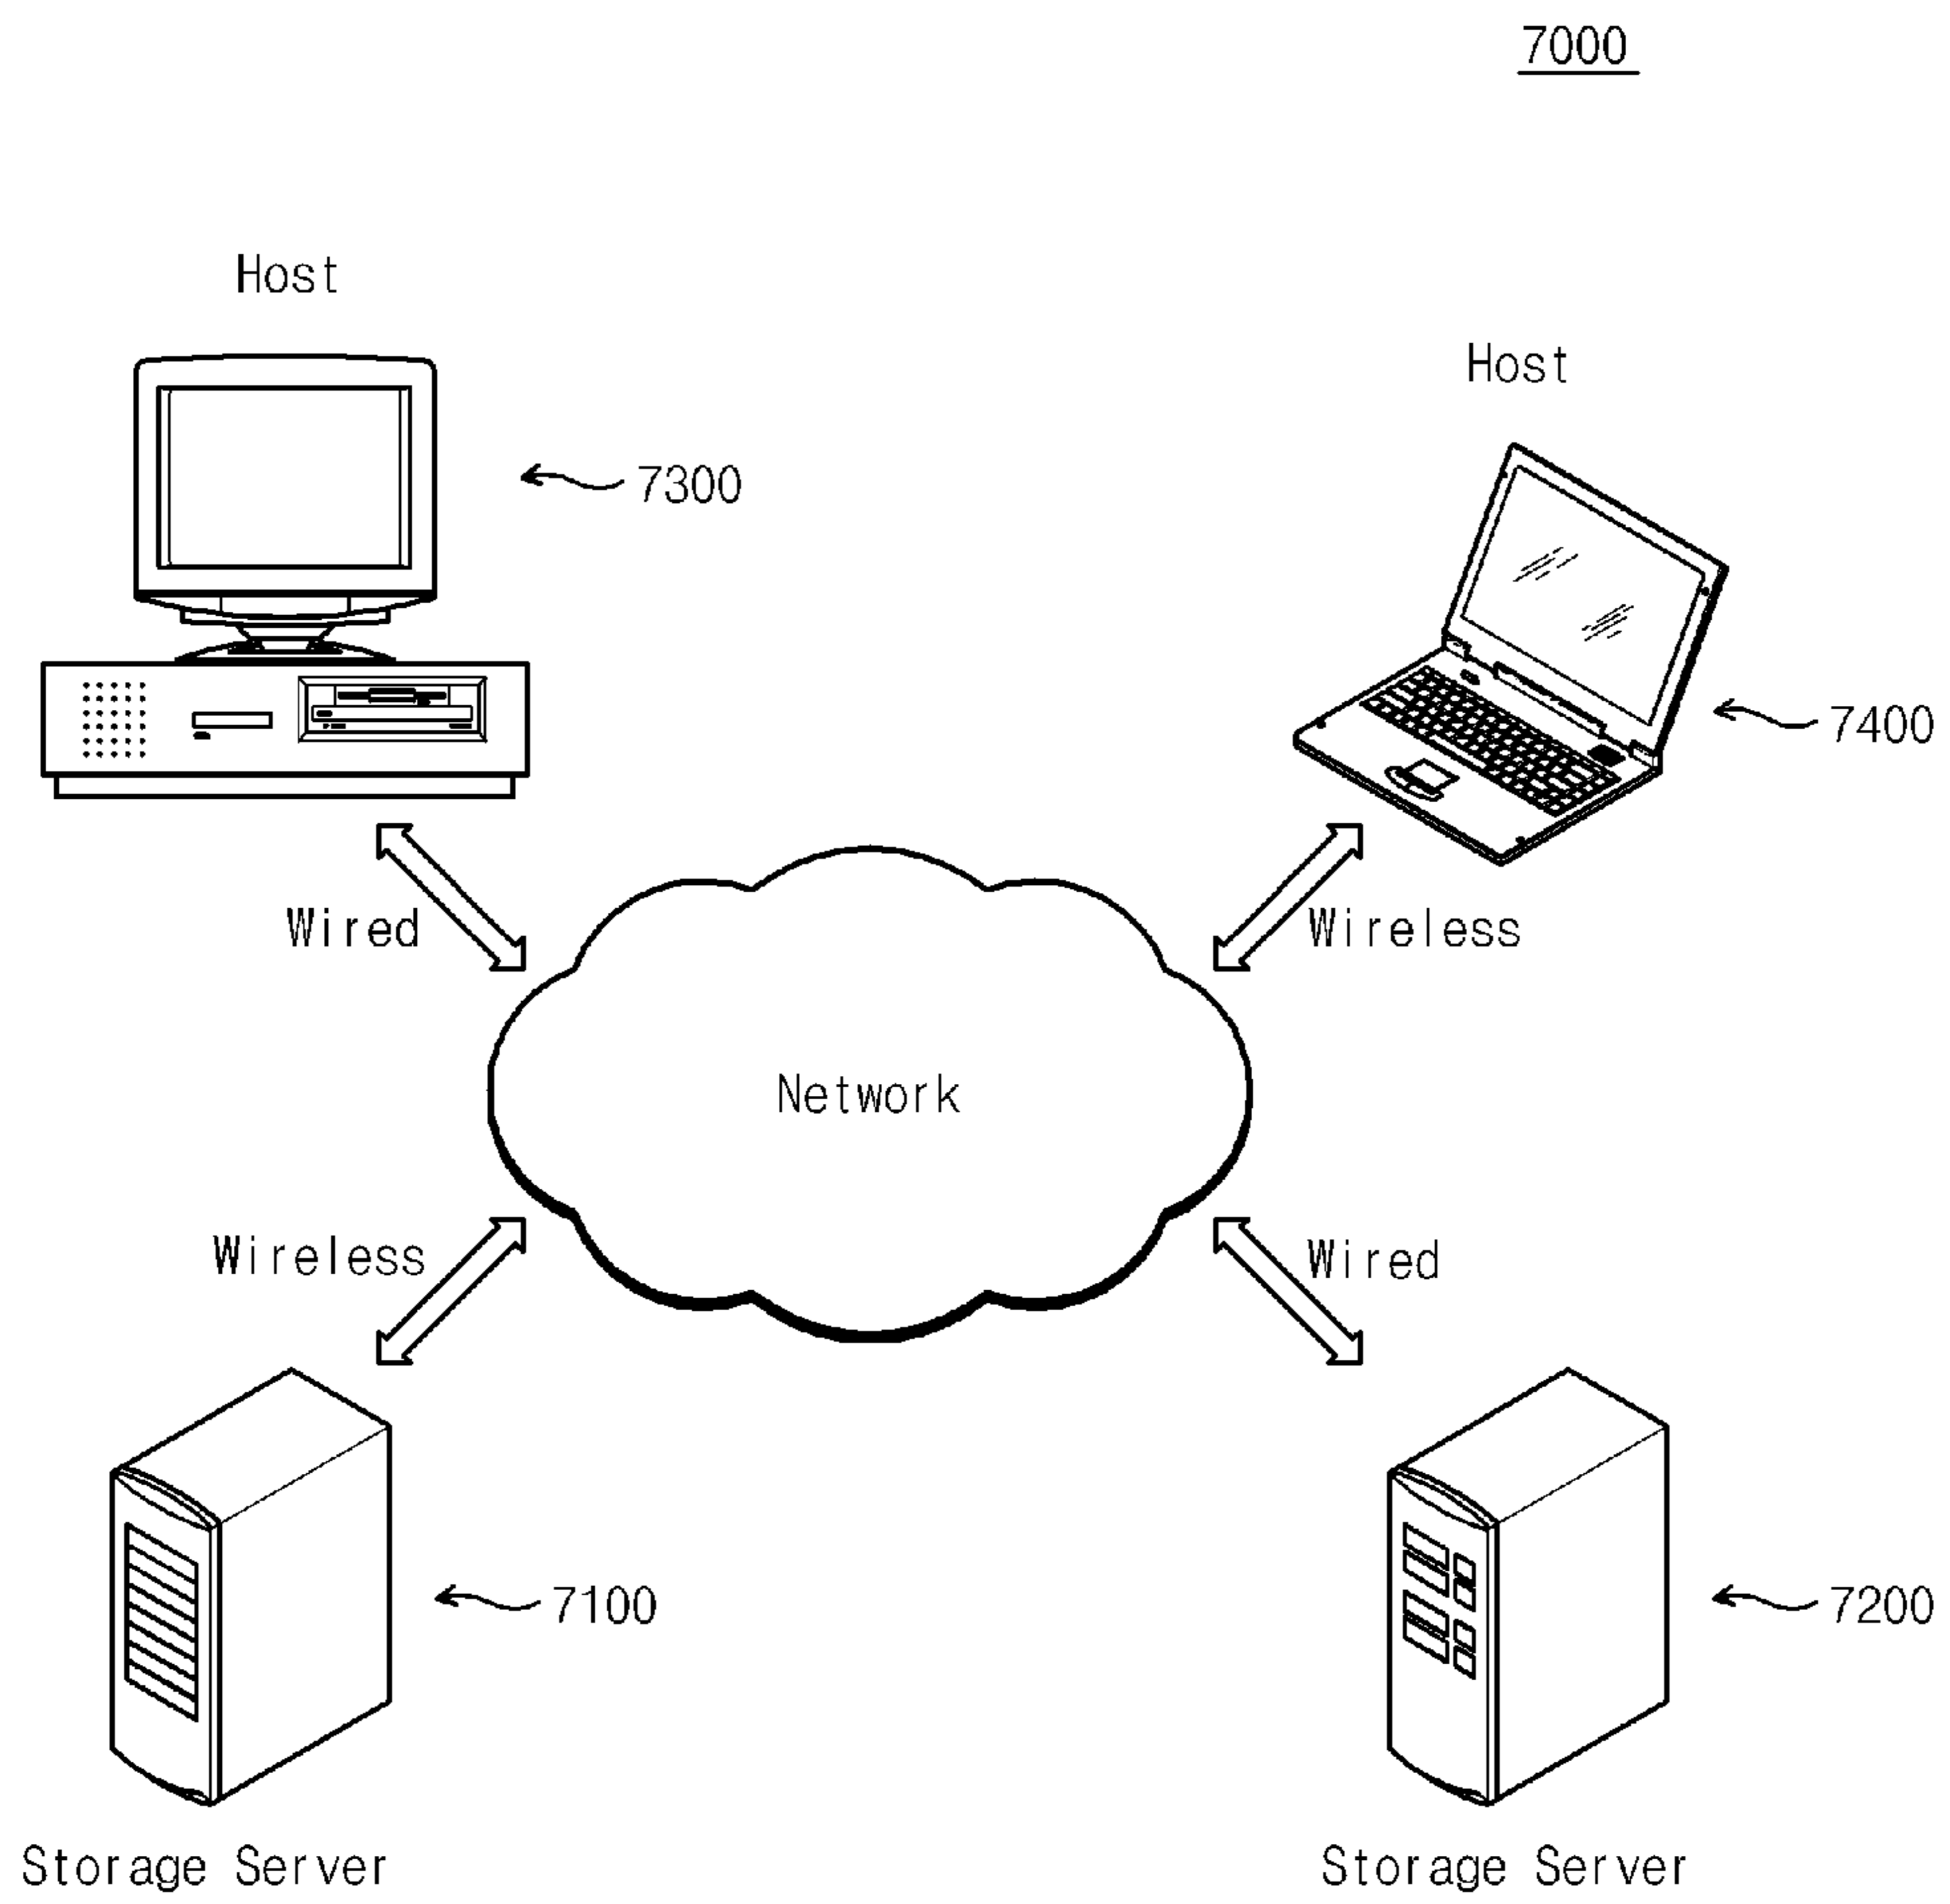 7000
Host
Host
7300
7400
Wired
Wireless
Network
Wireless
Wired
7100
7200
Storage Server
Storage Server